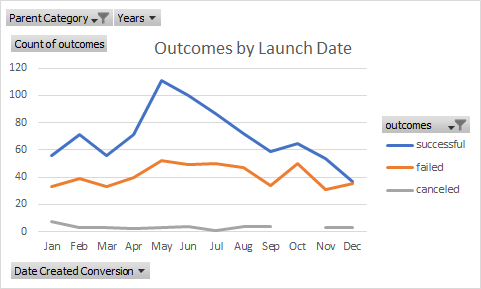 Parent Category Years
Count of outcomes
Outcomes by Launch Date
120
100
80
60
40
20
0
Jan Feb Mar Apr May Jun Jul Aug Sep Oct Nov Dec
outcomes
successful
failed
canceled
Date Created Conversion